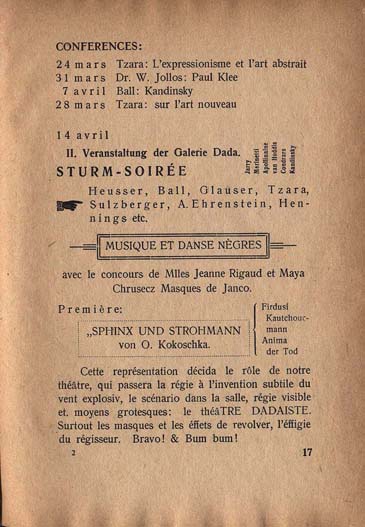 CONFERENCES:
24 mars Tzara: L'expressionisme et l'art abstrait
31 mars Dr. W. Jollos: Paul Klee
7 avril Ball: Kandinsky
28 mars Tzara: sur l'art nouveau
14 avril
II. Veranstaltung der Galerie Dada.
Jarry
Marinetti
Apollinaire
van Hoddis
Cendrars
Kandinsky
STURM-SOIRÉE
Heusser, Ball, Glauser, Tzara,
Sulzberger, A. Ehrenstein, Hen-
nings etc.
MUSIQUE ET DANSE NÈGRES
avec le concours de Mlles Jeanne Rigaud et Maya
Chrusecz Masques de Janco.
Première:
„SPHINX UND STROHMANN
von O. Kokoschka.
Firdusi
Kautchouc-
mann
Anima
der Tod
Cette représentation décida le rôle de notre
théâtre, qui passera la régie à l'invention subtile du
vent explosiv, le scénario dans la salle, régie visible
et. moyens grotesques: le théâTRE DADAISTE.
Surtout les masques et les éffets de revolver, l'éffigie
du régisseur. Bravo! & Bum bum!
2 17